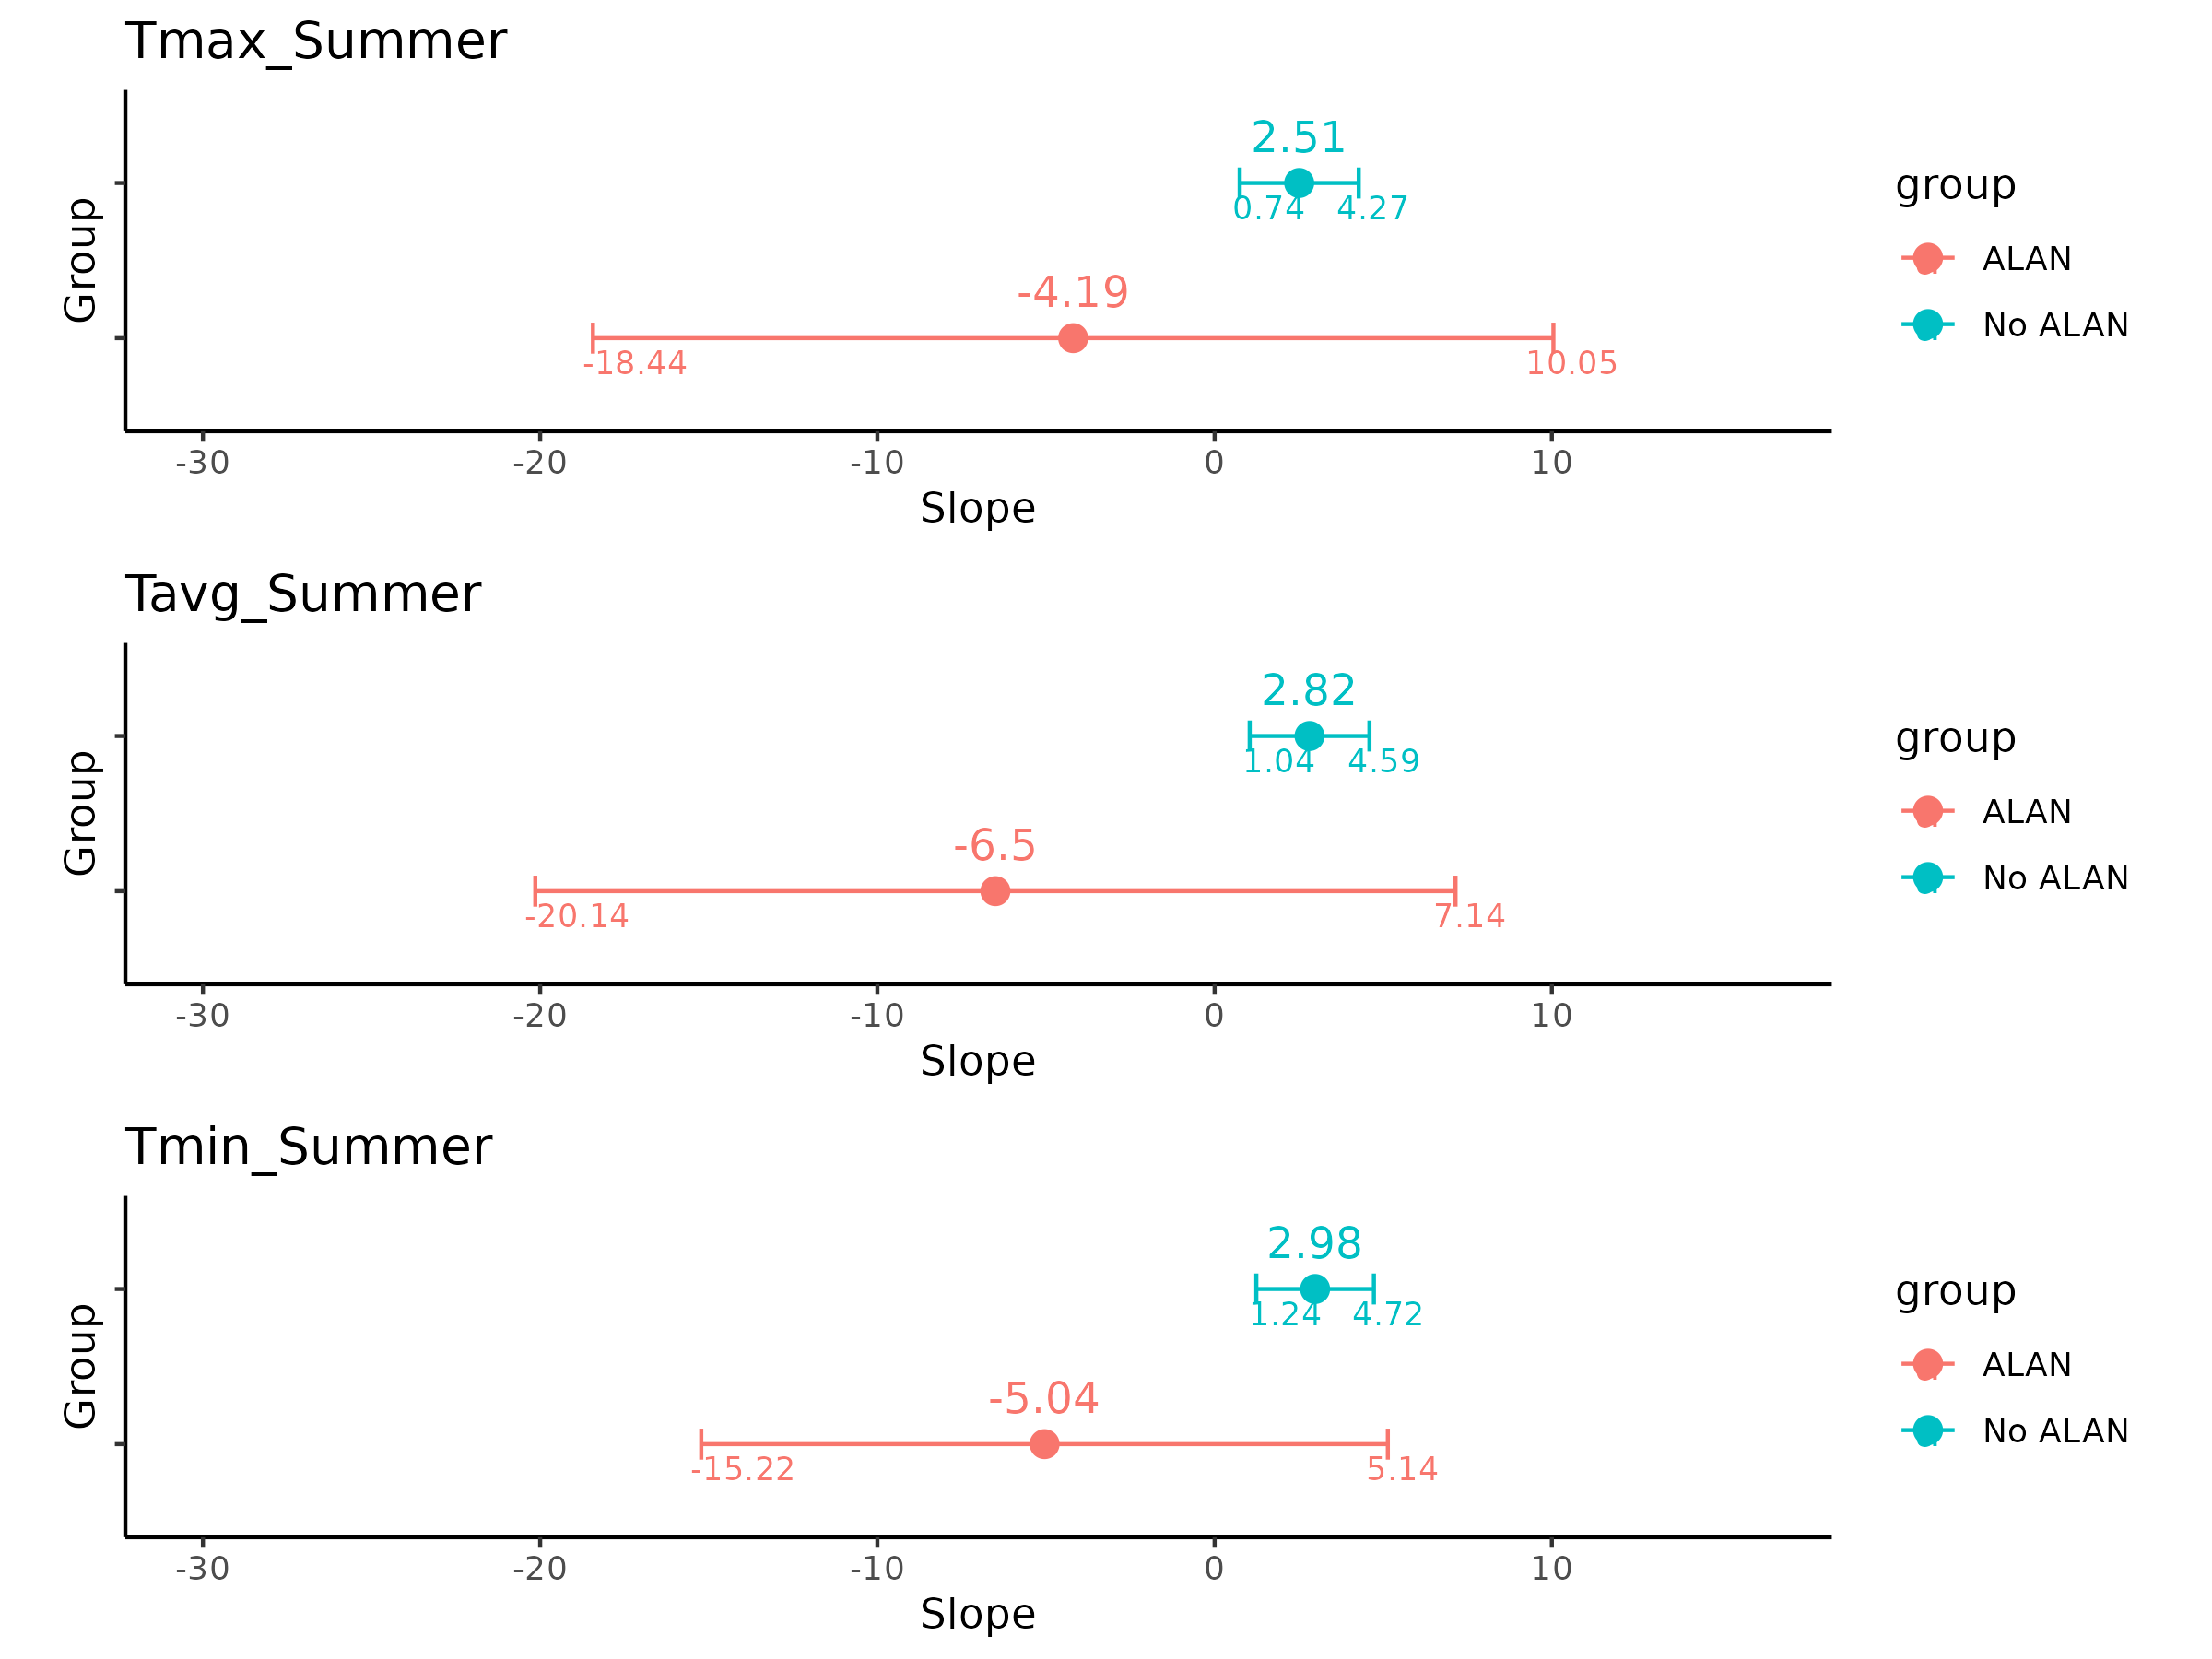 Tmax_Summer
Group
2.51
0.74 4.27
-4.19
-18.44 10.05
-30 -20 -10 0 10
Slope
group
ALAN
No ALAN
Tavg_Summer
Group
2.82
1.04 4.59
-6.5
-20.14 7.14
-30 -20 -10 0 10
Slope
group
ALAN
No ALAN
Tmin_Summer
Group
2.98
1.24 4.72
-5.04
-15.22 5.14
-30 -20 -10 0 10
Slope
group
ALAN
No ALAN